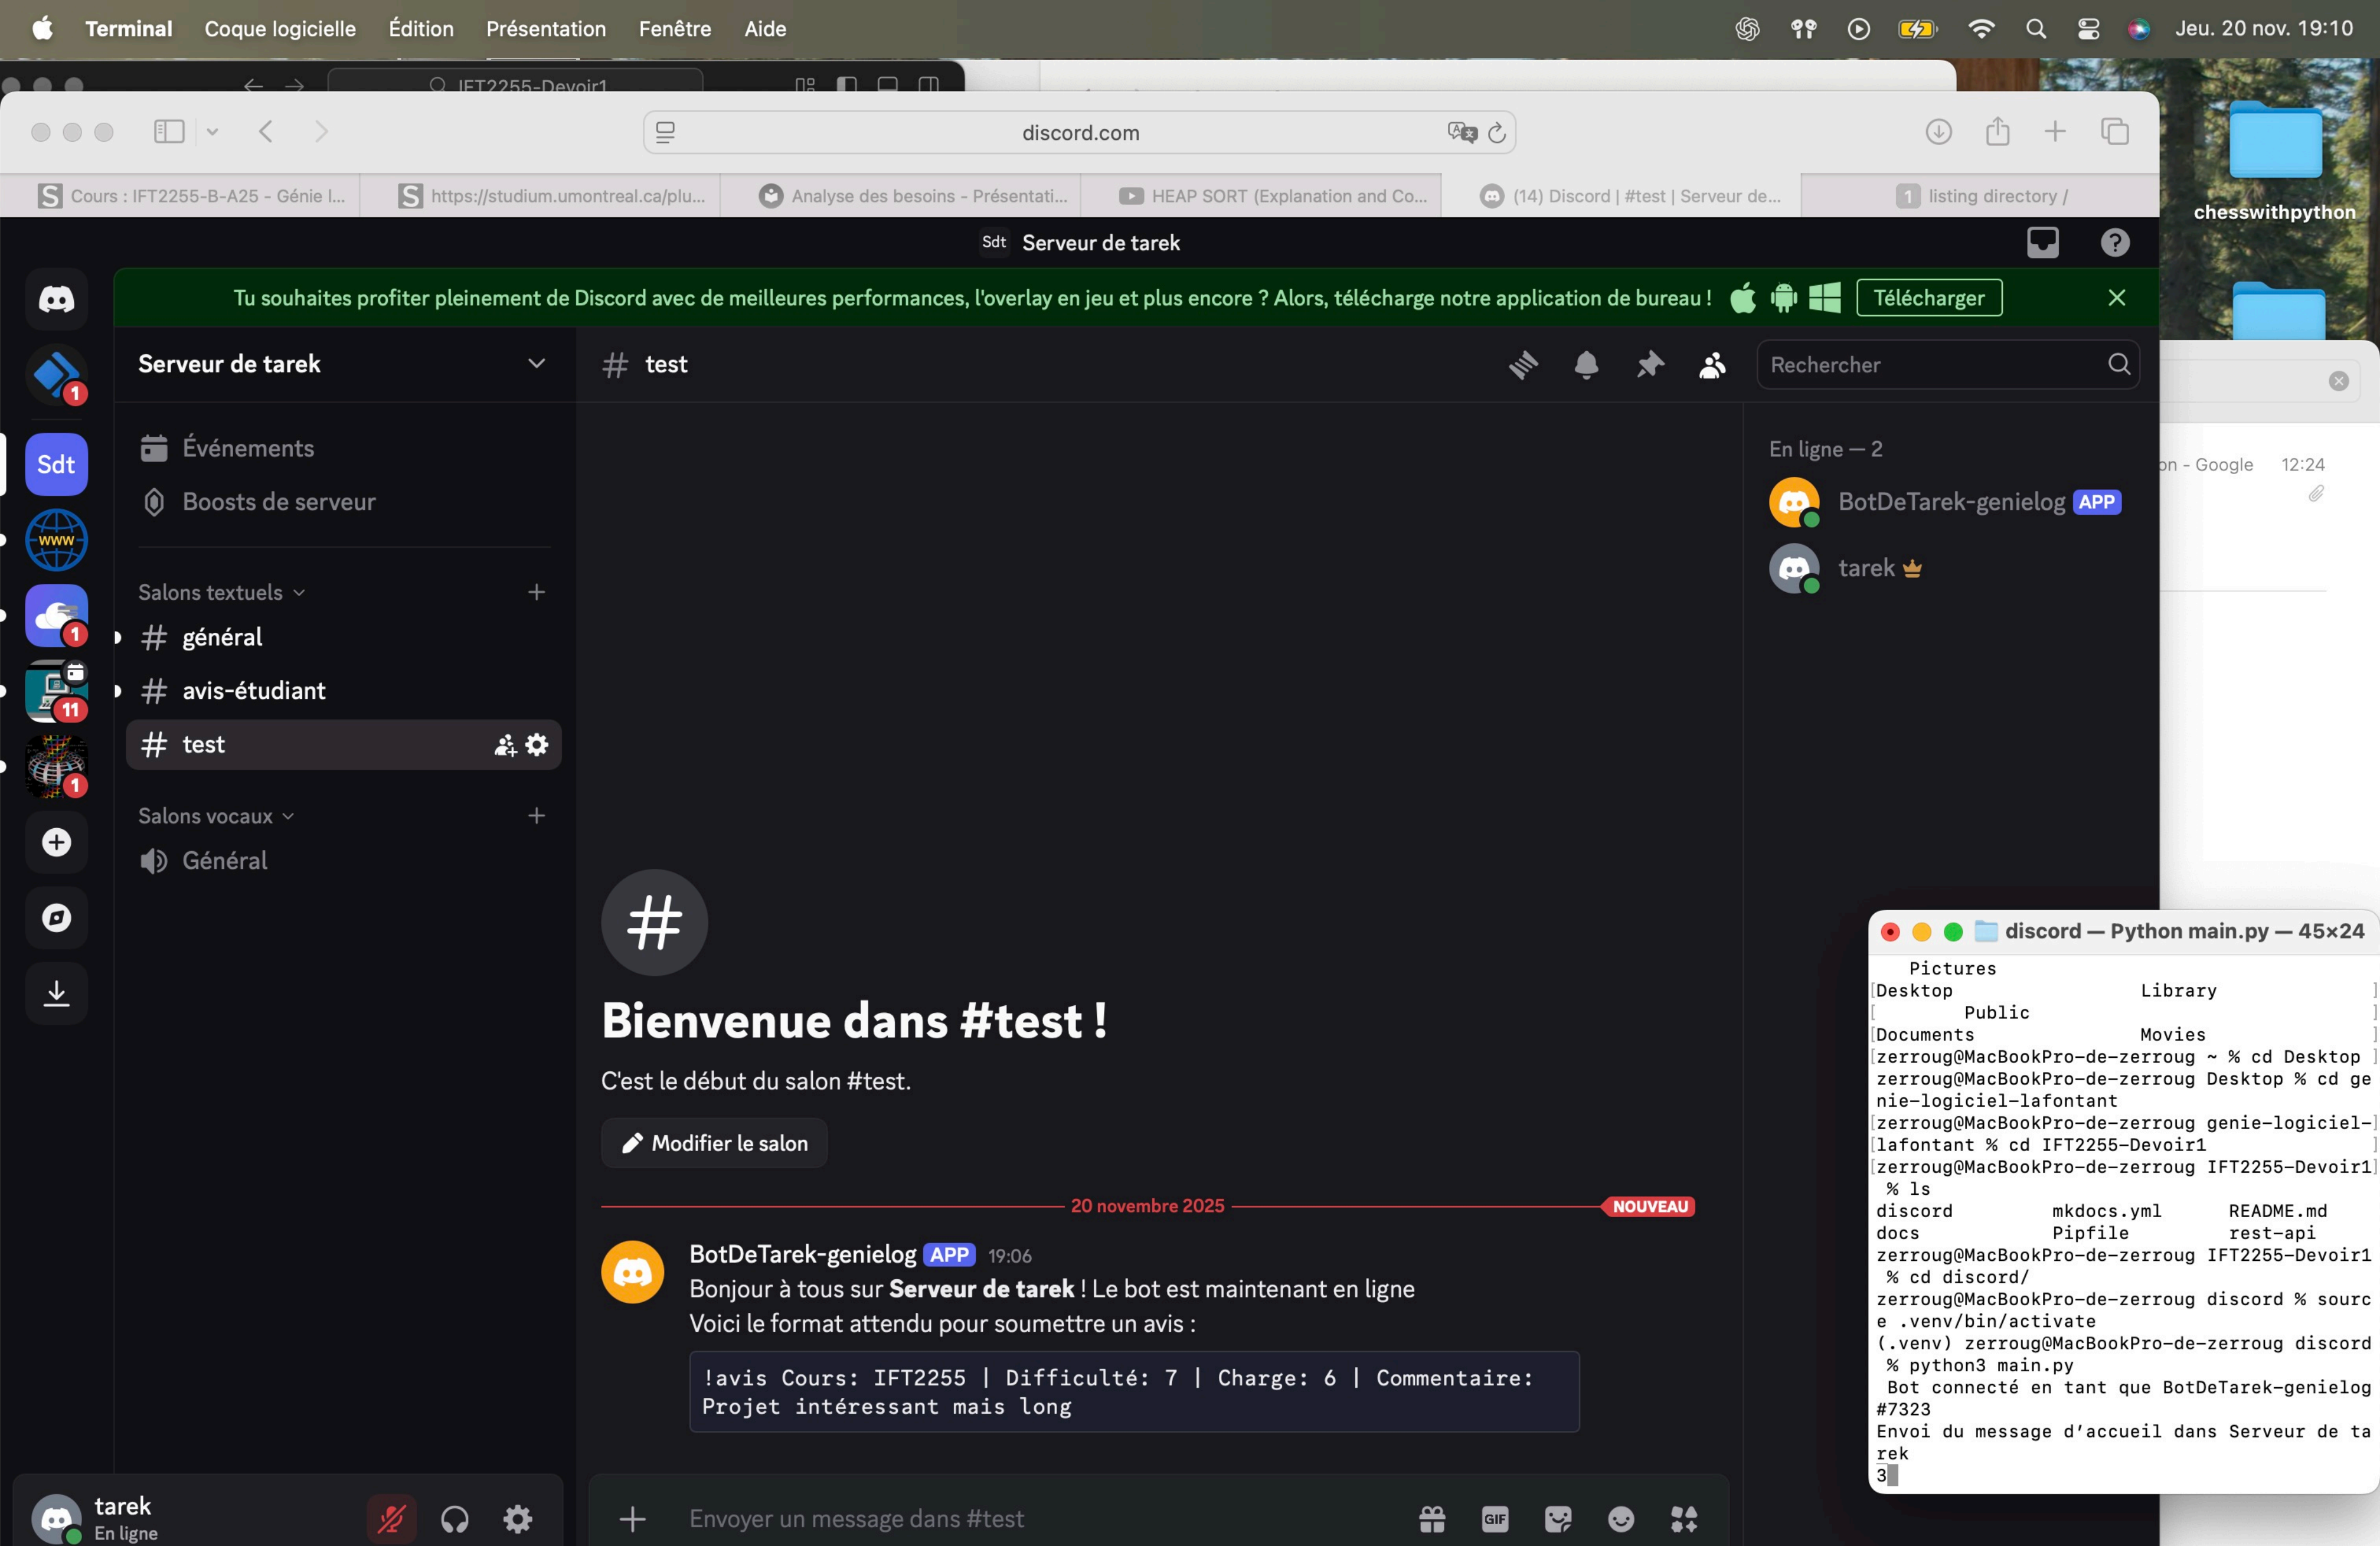 Terminal Coque logicielle Édition Présentation Fenêtre Aide
Jeu. 20 nov. 19:10
IFT2255-Devoir1
discord.com
Cours : IFT2255-B-A25 - Génie l...
https://studium.umontreal.ca/plu...
Analyse des besoins - Présentati...
HEAP SORT (Explanation and Co...
(14) Discord | #test | Serveur de...
1 listing directory /
chesswithpython
Sdt Serveur de tarek
Tu souhaites profiter pleinement de Discord avec de meilleures performances, l'overlay en jeu et plus encore ? Alors, télécharge notre application de bureau !
Télécharger
1
Sdt
WWW
1
11
1
Serveur de tarek
Événements
Boosts de serveur
Salons textuels
général
avis-étudiant
test
Salons vocaux
Général
tarek
En ligne
# test
Rechercher
En ligne — 2
BotDeTarek-genielog APP
tarek
on - Google 12:24
#
Bienvenue dans #test !
C'est le début du salon #test.
Modifier le salon
20 novembre 2025
NOUVEAU
BotDeTarek-genielog APP 19:06
Bonjour à tous sur Serveur de tarek ! Le bot est maintenant en ligne
Voici le format attendu pour soumettre un avis :
!avis Cours: IFT2255 | Difficulté: 7 | Charge: 6 | Commentaire:
Projet intéressant mais long
Envoyer un message dans #test
GIF
discord — Python main.py — 45×24
Pictures
[Desktop Library ]
[ Public ]
[Documents Movies ]
[zerroug@MacBookPro-de-zerroug ~ % cd Desktop ]
zerroug@MacBookPro-de-zerroug Desktop % cd ge
nie-logiciel-lafontant
[zerroug@MacBookPro-de-zerroug genie-logiciel-]
[lafontant % cd IFT2255-Devoir1 ]
[zerroug@MacBookPro-de-zerroug IFT2255-Devoir1]
% ls
discord mkdocs.yml README.md
docs Pipfile rest-api
zerroug@MacBookPro-de-zerroug IFT2255-Devoir1
% cd discord/
zerroug@MacBookPro-de-zerroug discord % sourc
e .venv/bin/activate
(.venv) zerroug@MacBookPro-de-zerroug discord
% python3 main.py
Bot connecté en tant que BotDeTarek-genielog
#7323
Envoi du message d’accueil dans Serveur de ta
rek
3